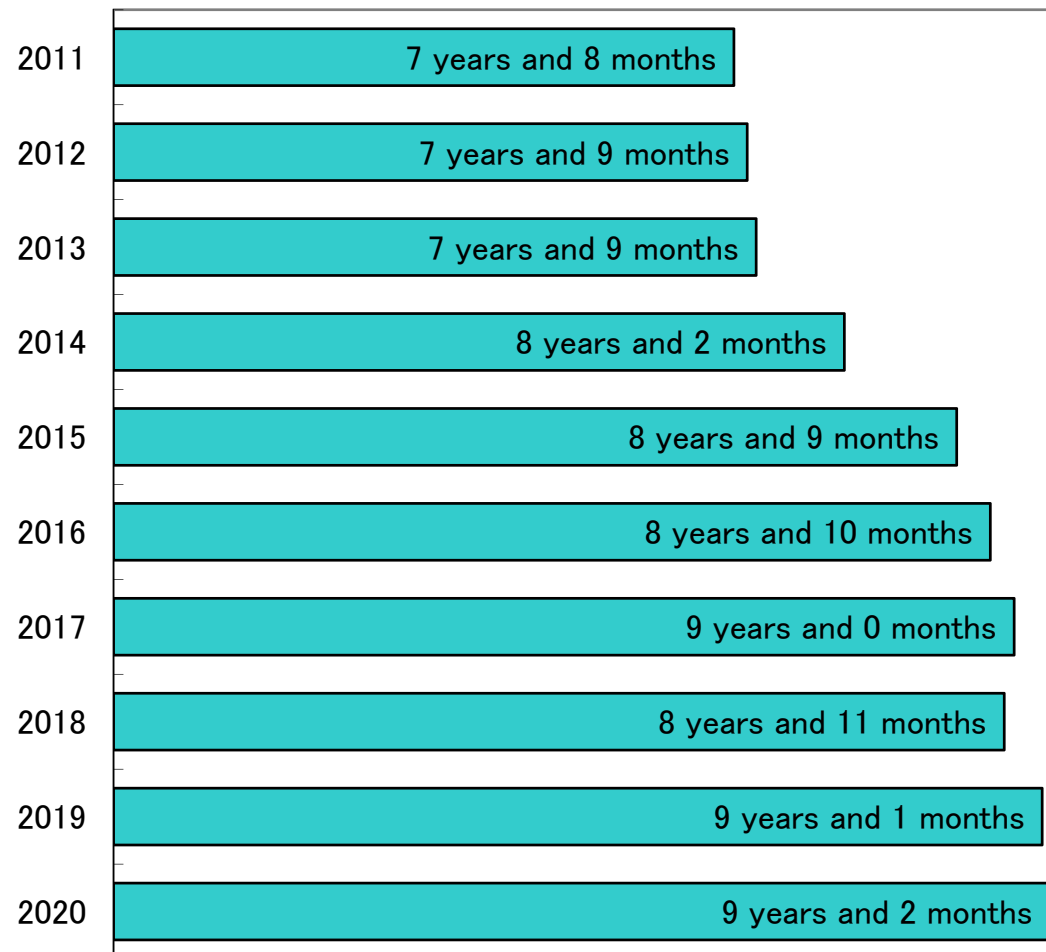 2011 7 years and 8 months
2012 7 years and 9 months
2013 7 years and 9 months
2014 8 years and 2 months
2015 8 years and 9 months
2016 8 years and 10 months
2017 9 years and 0 months
2018 8 years and 11 months
2019 9 years and 1 months
2020 9 years and 2 months